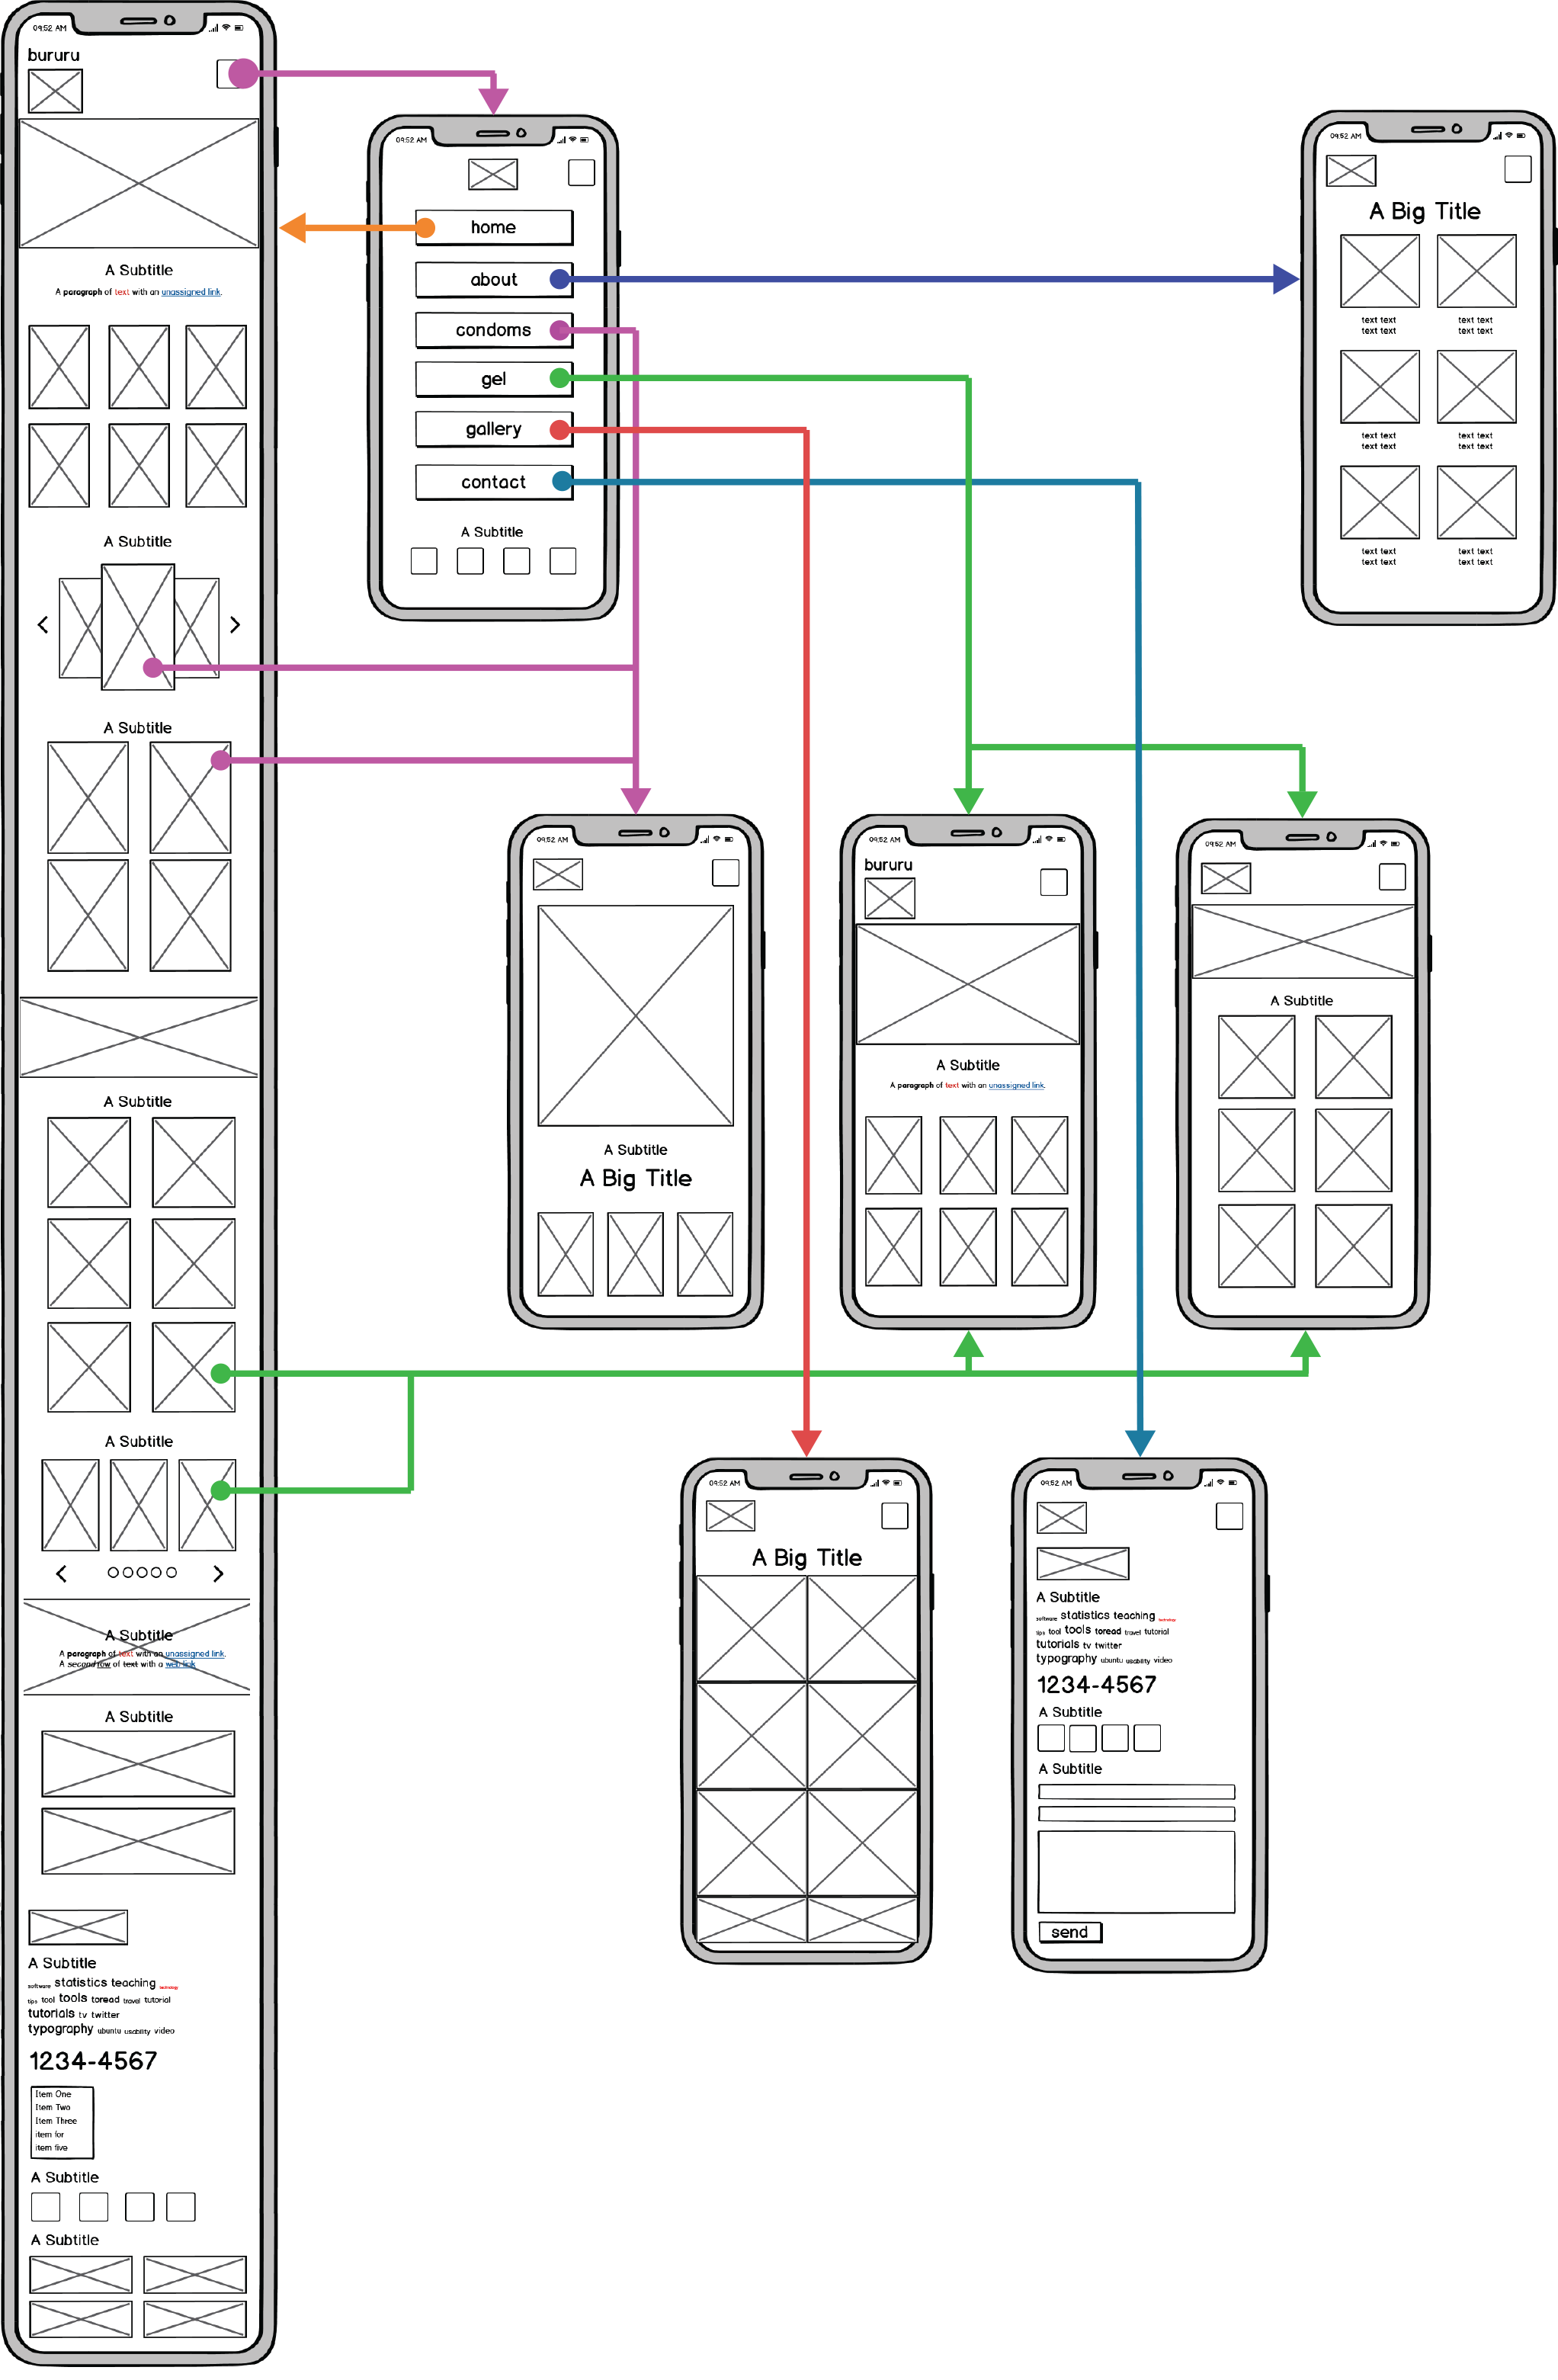 09:52 AM
bururu
A Subtitle
A paragraph of text with an unassigned link.
A Subtitle
A Subtitle
A Subtitle
A Subtitle
A Subtitle
A paragraph of text with an unassigned link.
A second row of text with a web link
A Subtitle
A Subtitle
software statistics teaching technology
tips tool tools toread travel tutorial
tutorials tv twitter
typography ubuntu usability video
1234-4567
Item One
Item Two
Item Three
item for
item five
A Subtitle
A Subtitle
09:52 AM
home
about
condoms
gel
gallery
contact
A Subtitle
09:52 AM
A Big Title
text text text text
text text text text
text text text text
text text text text
text text text text
text text text text
09:52 AM
A Subtitle
A Big Title
09:52 AM
bururu
A Subtitle
A paragraph of text with an unassigned link.
09:52 AM
A Subtitle
09:52 AM
A Big Title
09:52 AM
A Subtitle
software statistics teaching technology
tips tool tools toread travel tutorial
tutorials tv twitter
typography ubuntu usability video
1234-4567
A Subtitle
A Subtitle
send